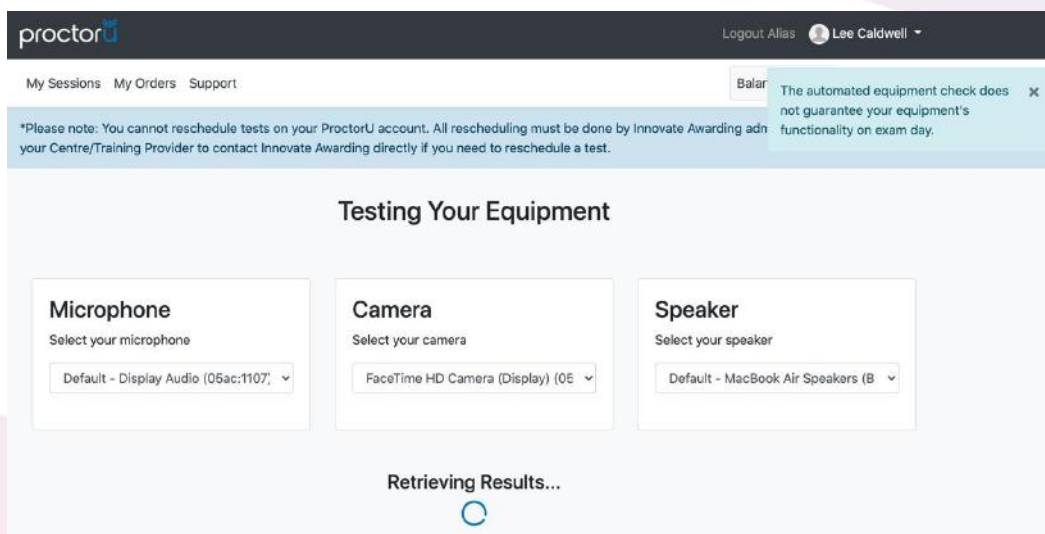 proctorU
Logout Alias Lee Caldwell
My Sessions My Orders Support
Balan
The automated equipment check does
not guarantee your equipment's
functionality on exam day.
*Please note: You cannot reschedule tests on your ProctorU account. All rescheduling must be done by Innovate Awarding adm
your Centre/Training Provider to contact Innovate Awarding directly if you need to reschedule a test.
Testing Your Equipment
Microphone
Select your microphone
Default - Display Audio (05ac:1107)
Camera
Select your camera
FaceTime HD Camera (Display) (05
Speaker
Select your speaker
Default - MacBook Air Speakers (B
Retrieving Results...